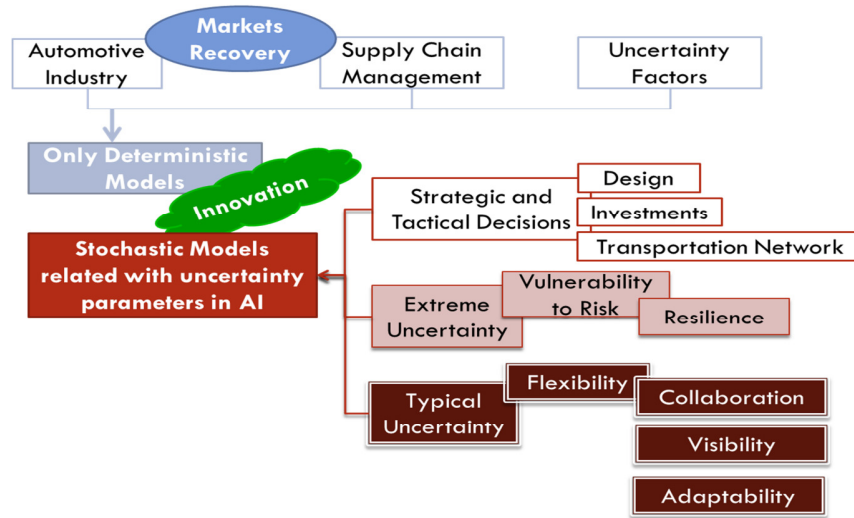 Markets
Recovery
Automotive
Industry
Supply Chain
Management
Uncertainty
Factors
Only Deterministic
Models
Innovation
Stochastic Models
related with uncertainty
parameters in AI
Strategic and
Tactical Decisions
Design
Investments
Transportation Network
Extreme
Uncertainty
Vulnerability
to Risk
Resilience
Typical
Uncertainty
Flexibility
Collaboration
Visibility
Adaptability